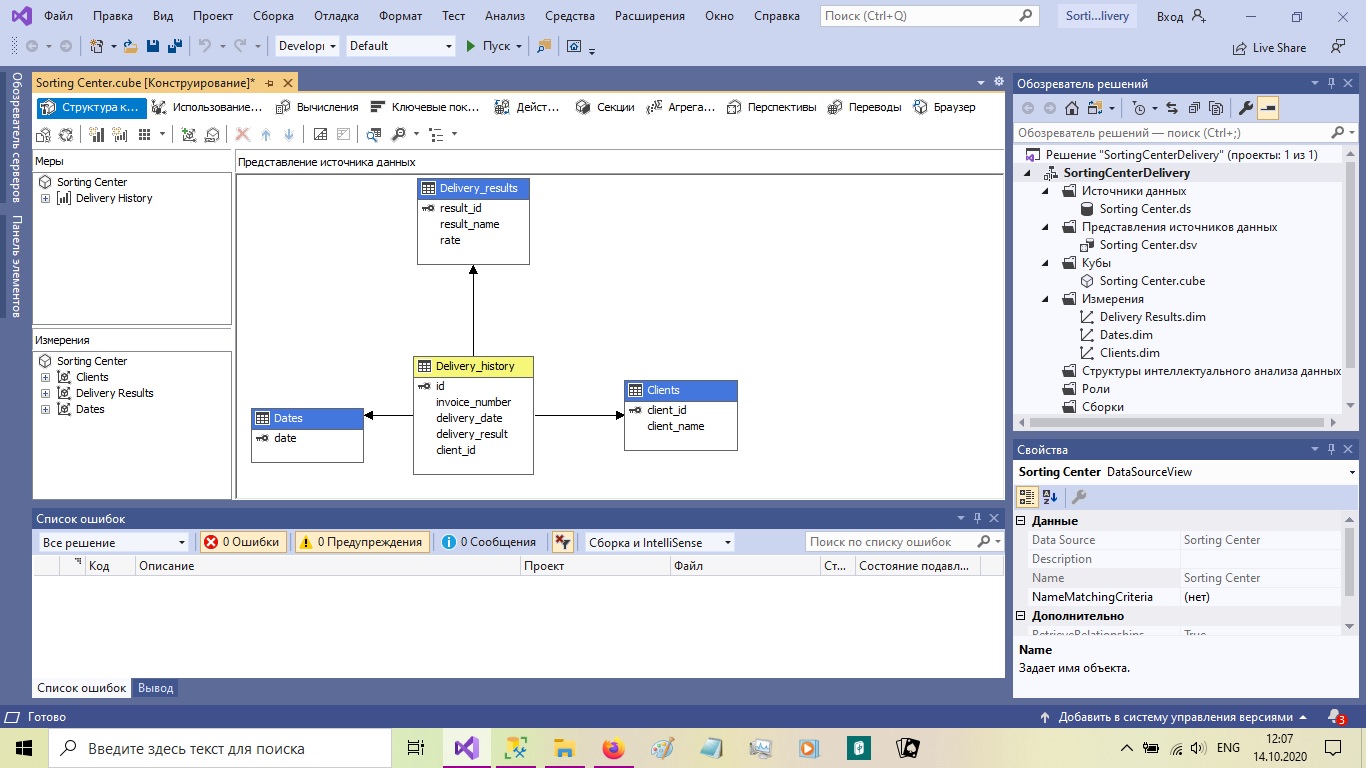 Файл Правка Вид Проект Сборка Отладка Формат Тест Анализ Средства Расширения Окно Справка Поиск (Ctrl+Q) Sorti...livery Вход
Developı Default Пуск Live Share
Обозреватель серверов
Панель элементов
Sorting Center.cube [Конструирование]*
Структура к... Использование... Вычисления Ключевые пок... Дейст... Секции Агрега... Перспективы Переводы Браузер
Меры
Sorting Center
Delivery History
Измерения
Sorting Center
Clients
Delivery Results
Dates
Представление источника данных
Delivery_results
result_id
result_name
rate
Delivery_history
id
invoice_number
delivery_date
delivery_result
client_id
Clients
client_id
client_name
Dates
date
Список ошибок
Все решение 0 Ошибки 0 Предупреждения 0 Сообщения Сборка и IntelliSense Поиск по списку ошибок
Код Описание Проект Файл Ст... Состояние подавл...
Список ошибок Вывод
Обозреватель решений
Обозреватель решений — поиск (Ctrl+;)
Решение "SortingCenterDelivery" (проекты: 1 из 1)
SortingCenterDelivery
Источники данных
Sorting Center.ds
Представления источников данных
Sorting Center.dsv
Кубы
Sorting Center.cube
Измерения
Delivery Results.dim
Dates.dim
Clients.dim
Структуры интеллектуального анализа данных
Роли
Сборки
Свойства
Sorting Center DataSourceView
Данные
Data Source Sorting Center
Description
Name Sorting Center
NameMatchingCriteria (нет)
Дополнительно
RetrieveRelationships True
Name
Задает имя объекта.
Готово Добавить в систему управления версиями 3
Введите здесь текст для поиска ENG 12:07
14.10.2020